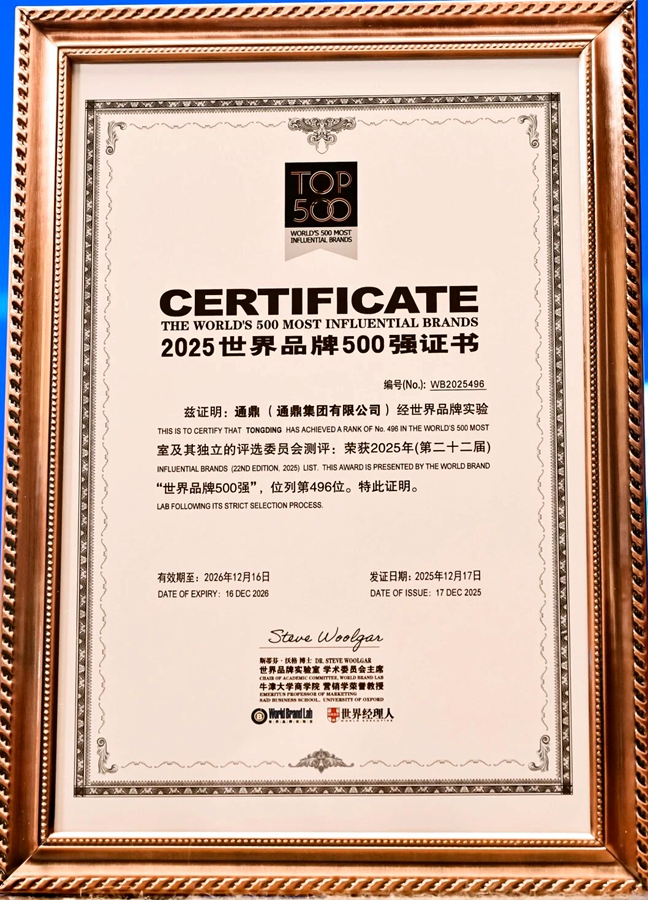 TOP
500
WORLD'S 500 MOST
INFLUENTIAL BRANDS
CERTIFICATE
THE WORLD'S 500 MOST INFLUENTIAL BRANDS
2025世界品牌500强证书
编号(No.): WB2025496
兹证明：通鼎（通鼎集团有限公司）经世界品牌实验
THIS IS TO CERTIFY THAT TONGDING HAS ACHIEVED A RANK OF No. 496 IN THE WORLD'S 500 MOST
室及其独立的评选委员会测评：荣获2025年(第二十二届)
INFLUENTIAL BRANDS (22ND EDITION, 2025) LIST. THIS AWARD IS PRESENTED BY THE WORLD BRAND
“世界品牌500强”，位列第496位。特此证明。
LAB FOLLOWING ITS STRICT SELECTION PROCESS.
有效期至：2026年12月16日
DATE OF EXPIRY: 16 DEC 2026
发证日期：2025年12月17日
DATE OF ISSUE: 17 DEC 2025
Steve Woolgar
斯蒂芬·沃格 博士 DR. STEVE WOOLGAR
世界品牌实验室 学术委员会主席
CHAIR OF ACADEMIC COMMITTEE, WORLD BRAND LAB
牛津大学商学院 营销学荣誉教授
EMERITUS PROFESSOR OF MARKETING
SAÏD BUSINESS SCHOOL, UNIVERSITY OF OXFORD
World Brand Lab
世界品牌实验室
世界经理人
WORLD EXECUTIVE